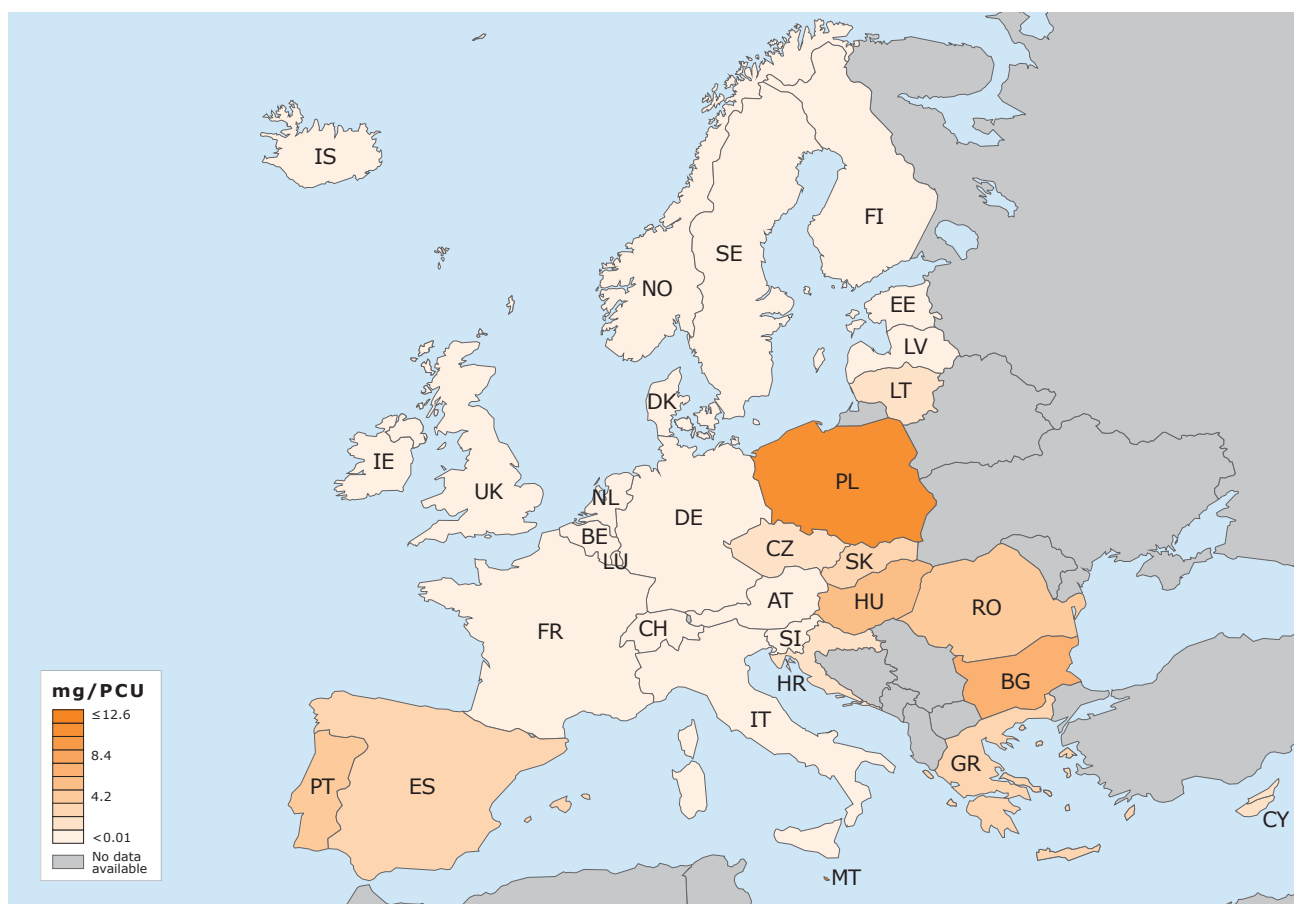 IS
FI
SE
NO
EE
LV
LT
DK
IE
UK
NL
DE
PL
BE
LU
CZ
SK
AT
HU
RO
FR
CH
SI
HR
BG
IT
PT
ES
GR
CY
MT
mg/PCU
≤12.6
8.4
4.2
<0.01
No data
available